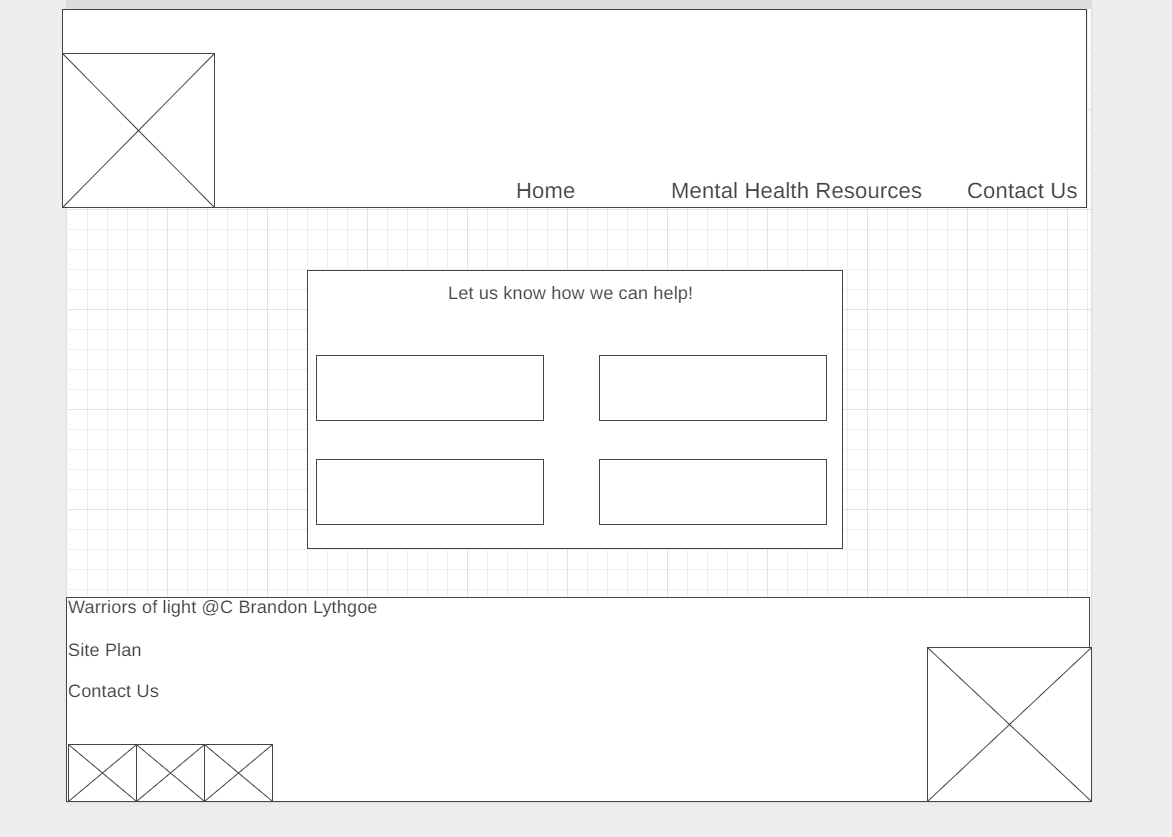 Home
Mental Health Resources
Contact Us
Let us know how we can help!
Warriors of light @C Brandon Lythgoe
Site Plan
Contact Us